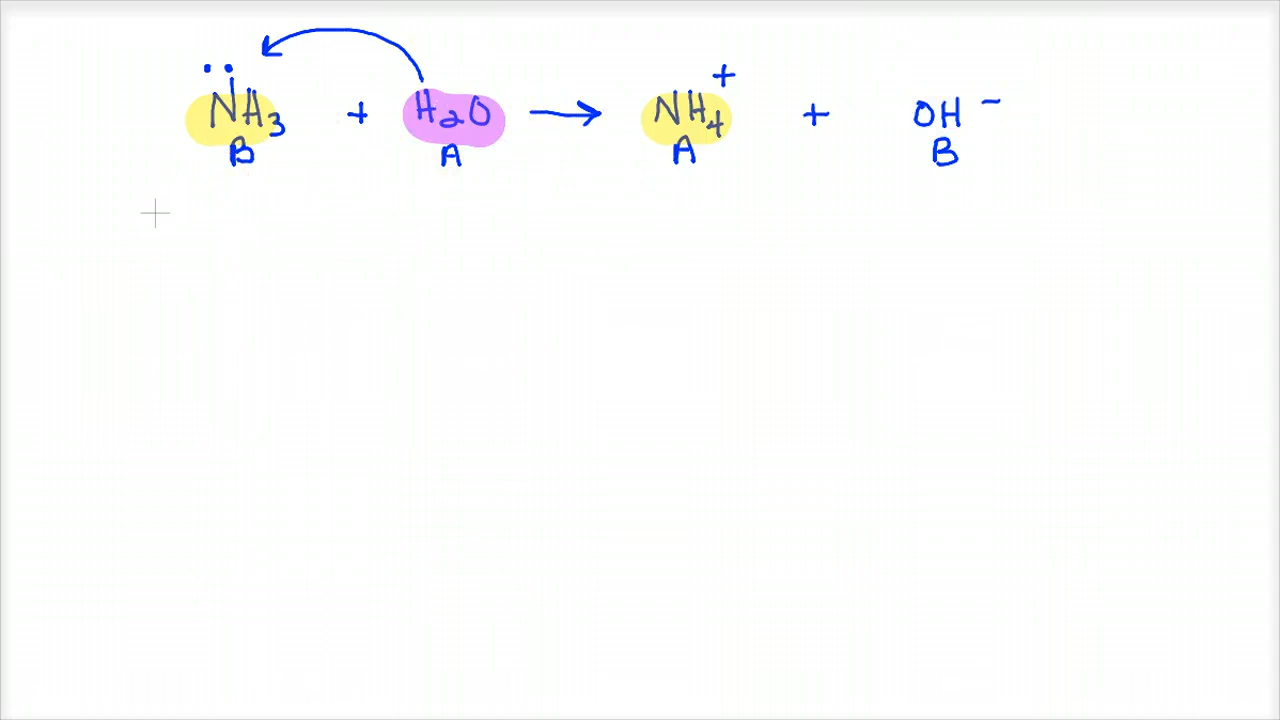 NH₃ + H₂O → NH₄⁺ + OH⁻
B A A B